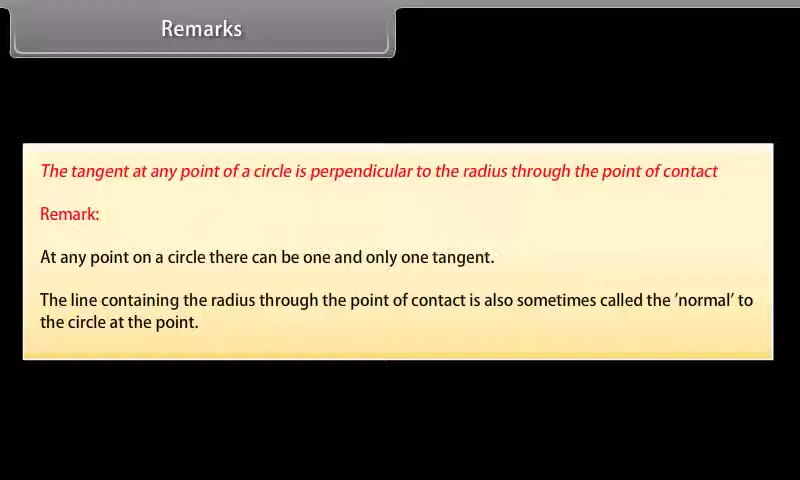 Remarks
The tangent at any point of a circle is perpendicular to the radius through the point of contact
Remark:
At any point on a circle there can be one and only one tangent.
The line containing the radius through the point of contact is also sometimes called the ‘normal’ to
the circle at the point.